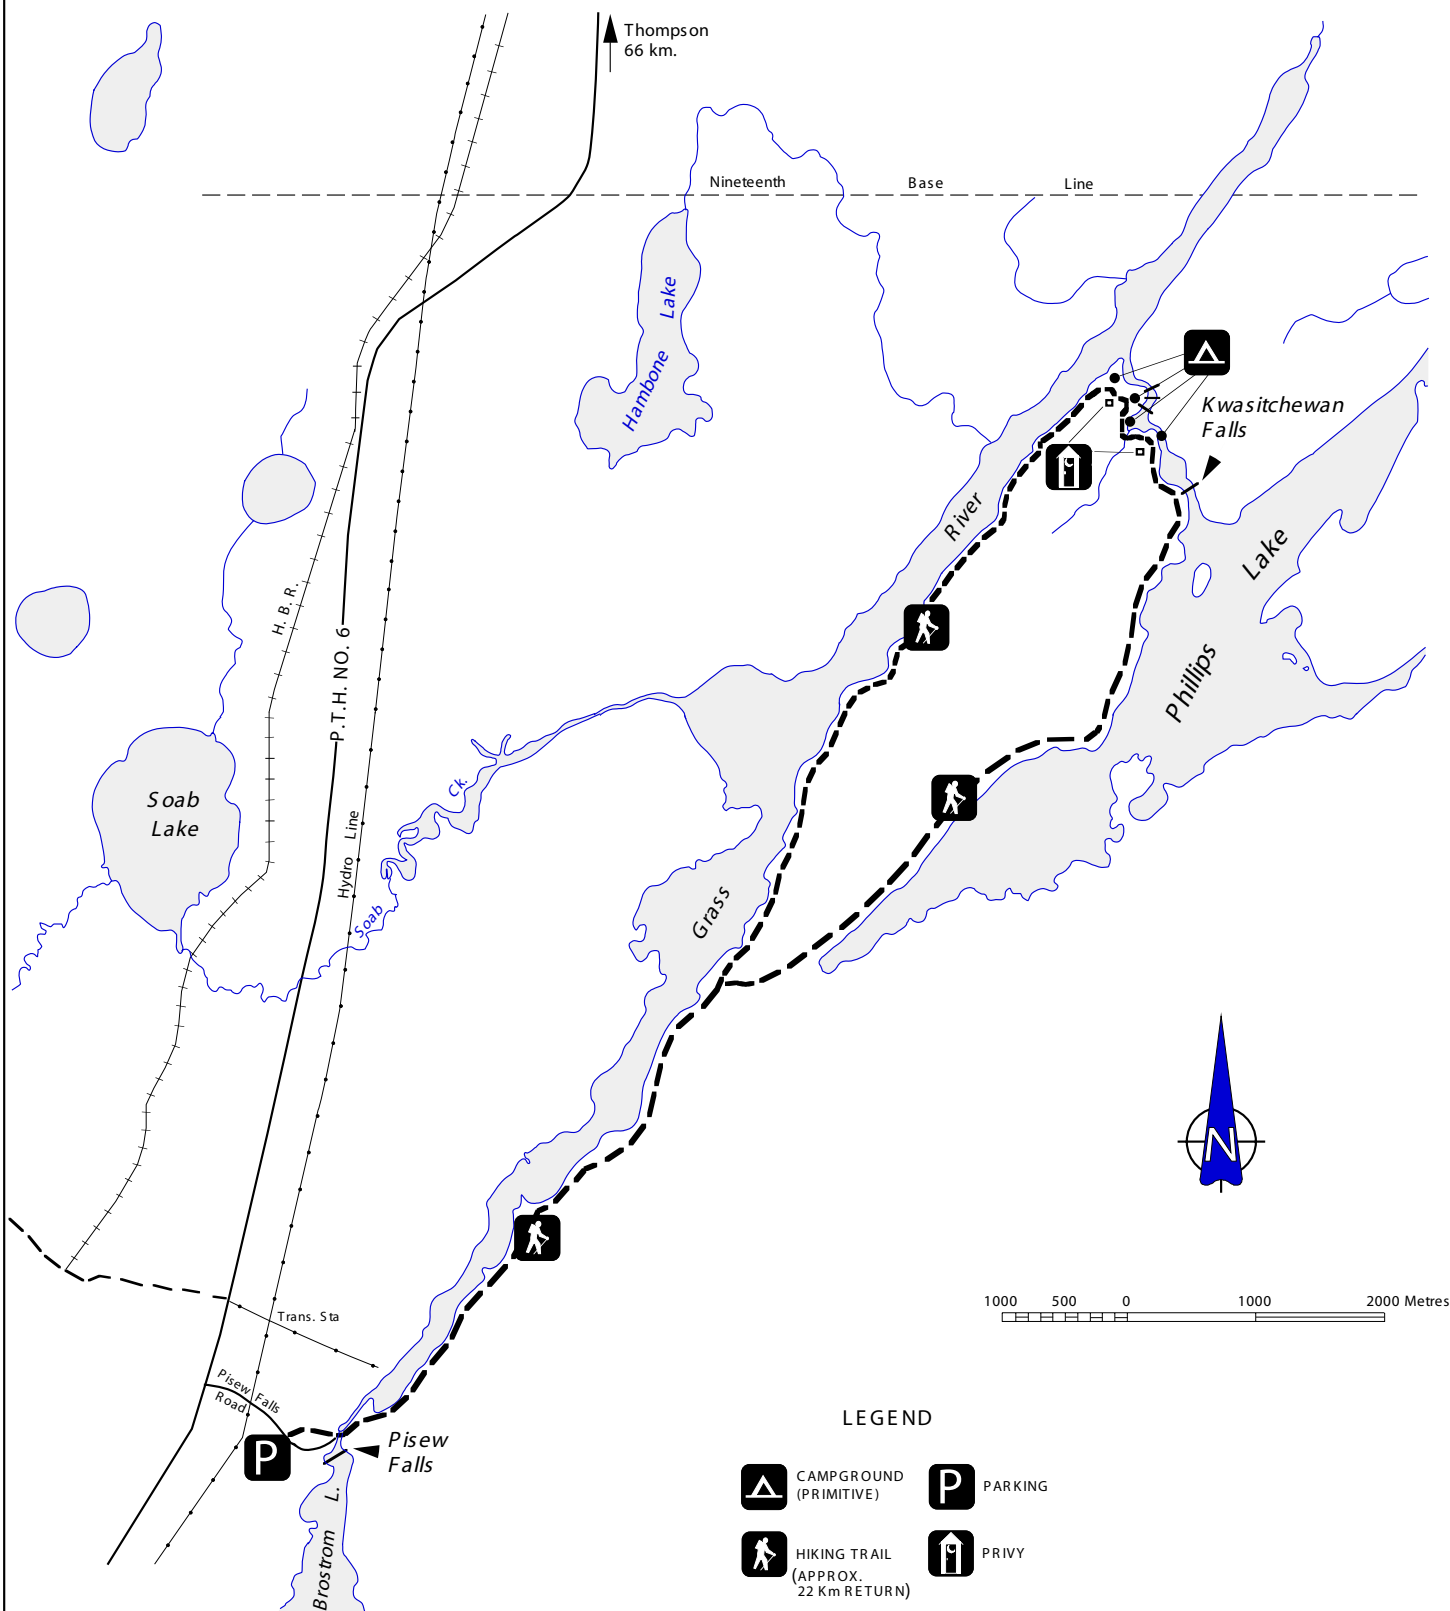 Thompson
66 km.
Nineteenth Base Line
Hambone Lake
Kwasitchewan
Falls
River
Lake
Phillips
H. B. R.
P.T.H. NO. 6
Soab
Lake
Ck.
Hydro Line
Soab
Grass
N
1000 500 0 1000 2000 Metres
Trans. Sta
Pisew Falls
Road
P
Pisew
Falls
Brostrom L.
LEGEND
CAMPGROUND
(PRIMITIVE)
P PARKING
HIKING TRAIL
(APPROX.
22 Km RETURN)
PRIVY